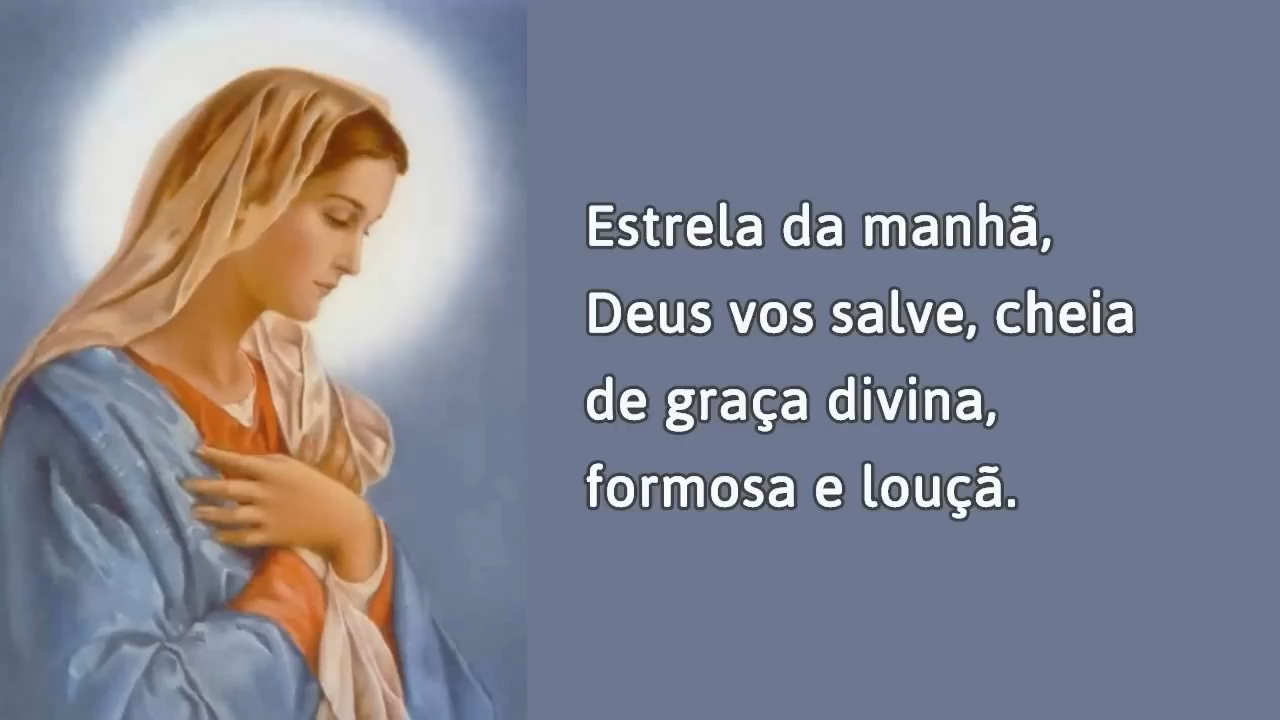 Estrela da manhã,
Deus vos salve, cheia
de graça divina,
formosa e louçã.